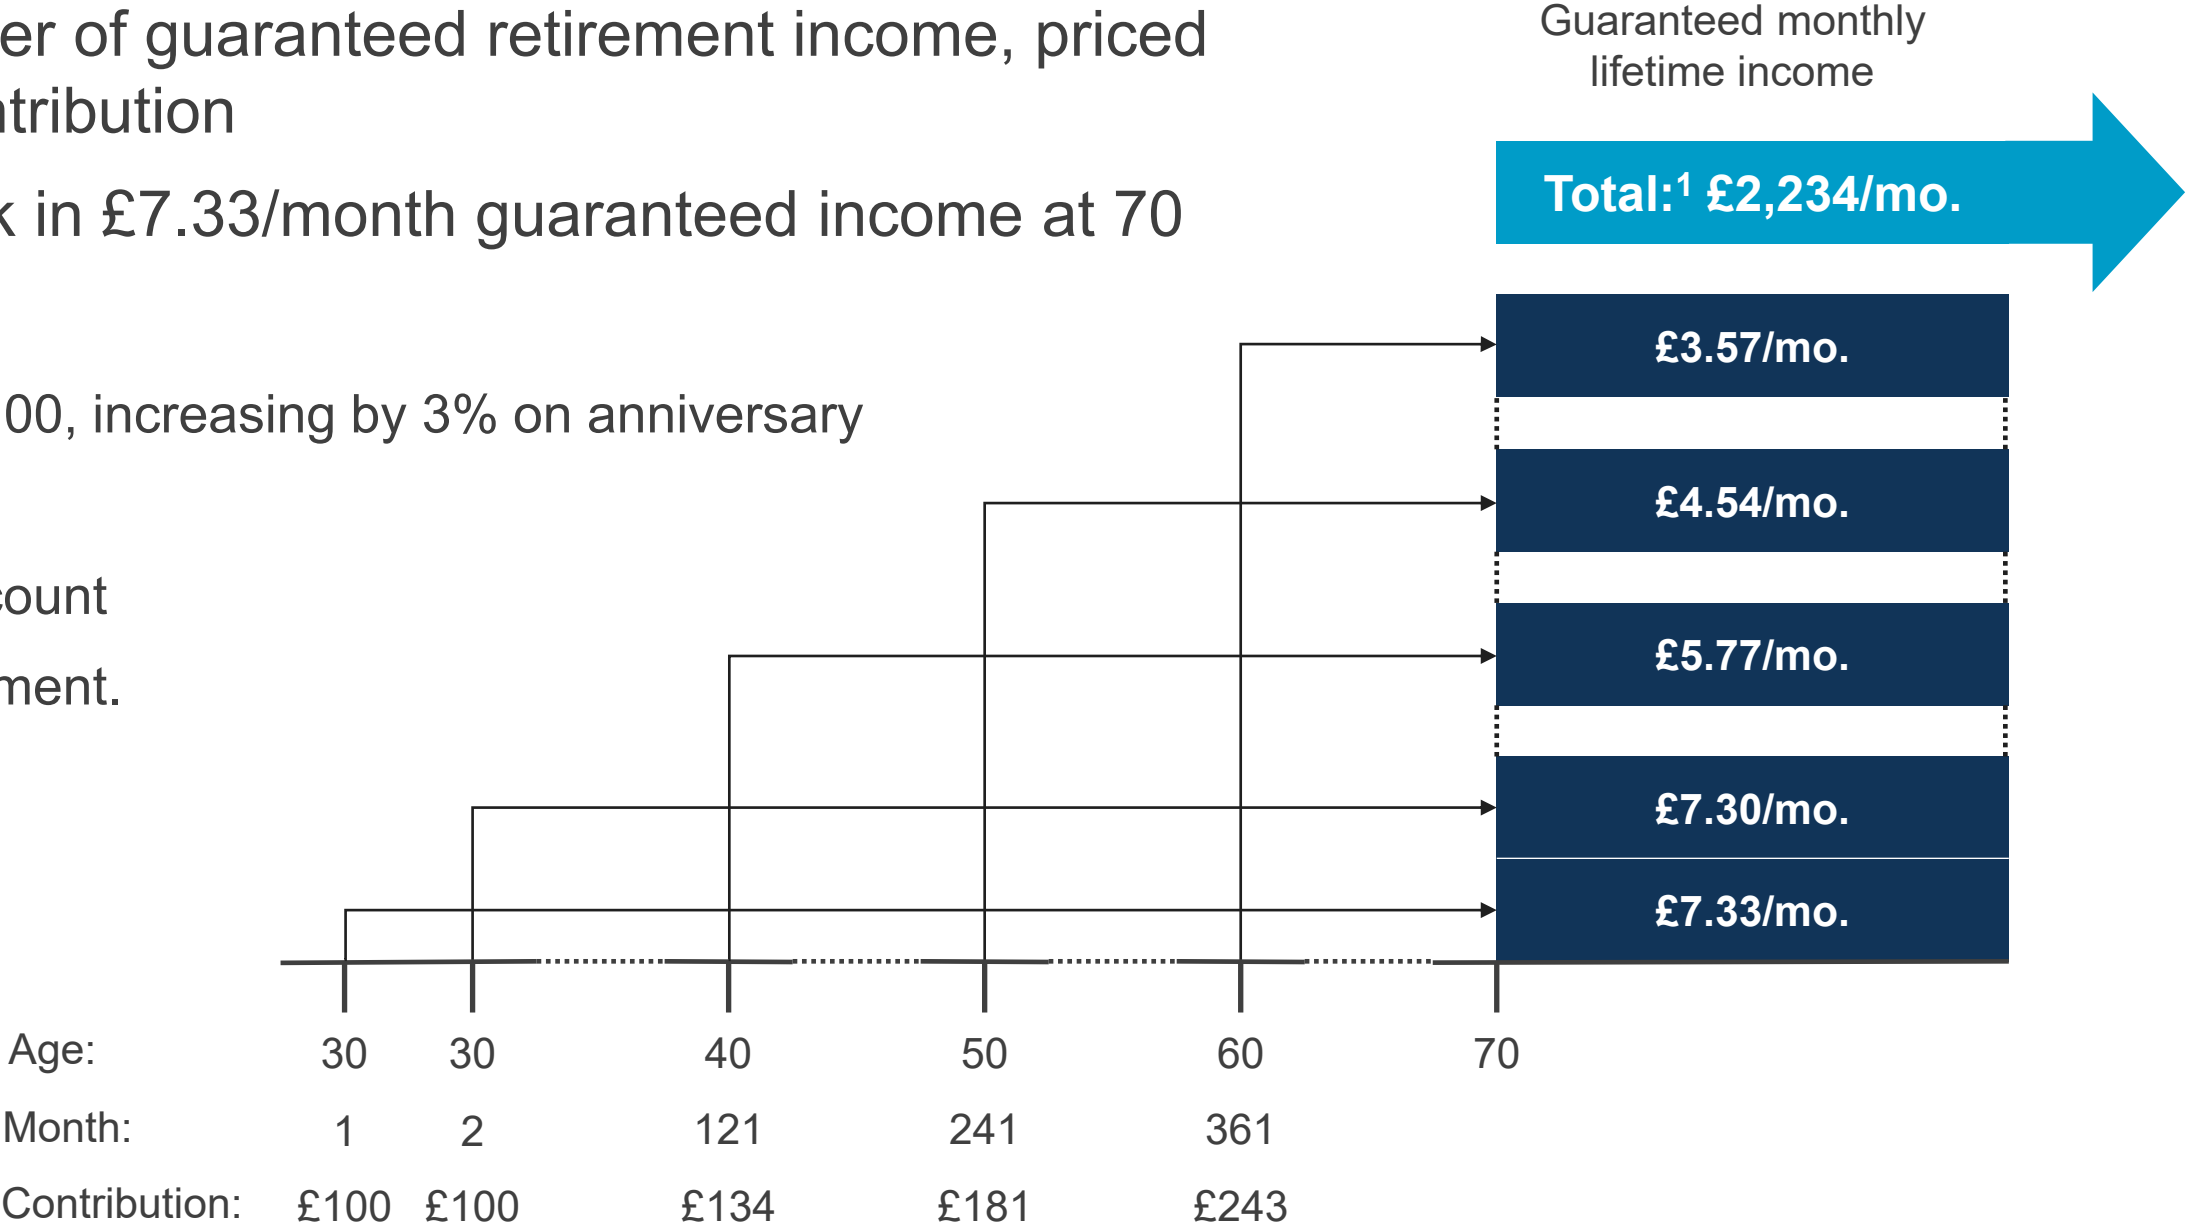 er of guaranteed retirement income, priced
ntribution
k in £7.33/month guaranteed income at 70
00, increasing by 3% on anniversary
count
ment.
Guaranteed monthly
lifetime income
Total:¹ £2,234/mo.
£3.57/mo.
£4.54/mo.
£5.77/mo.
£7.30/mo.
£7.33/mo.
Age: 30 30 40 50 60 70
Month: 1 2 121 241 361
Contribution: £100 £100 £134 £181 £243